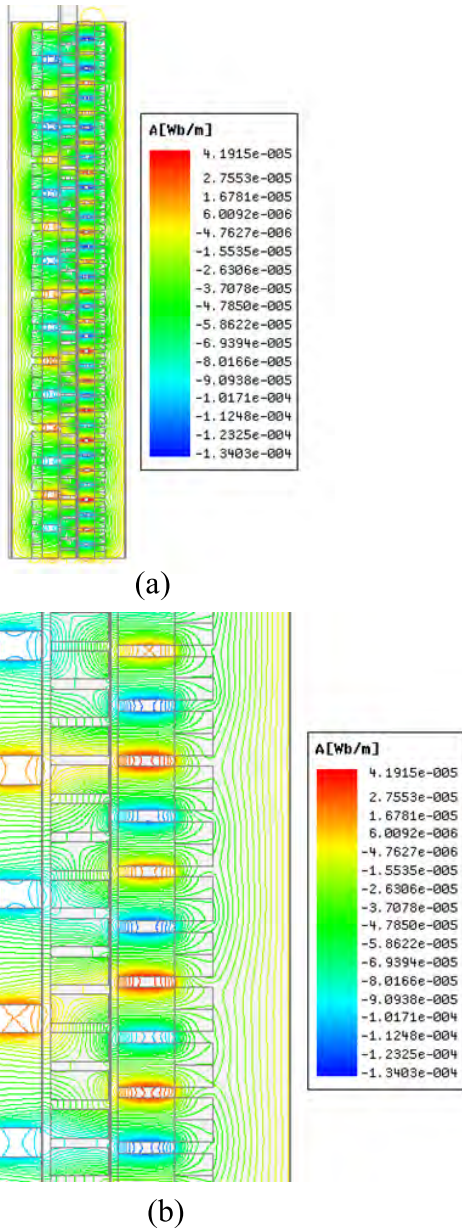 A[Wb/m]
4.1915e-005
2.7553e-005
1.6781e-005
6.0092e-006
-4.7627e-006
-1.5535e-005
-2.6306e-005
-3.7078e-005
-4.7850e-005
-5.8622e-005
-6.9394e-005
-8.0166e-005
-9.0938e-005
-1.0171e-004
-1.1248e-004
-1.2325e-004
-1.3403e-004
(a)
A[Wb/m]
4.1915e-005
2.7553e-005
1.6781e-005
6.0092e-006
-4.7627e-006
-1.5535e-005
-2.6306e-005
-3.7078e-005
-4.7850e-005
-5.8622e-005
-6.9394e-005
-8.0166e-005
-9.0938e-005
-1.0171e-004
-1.1248e-004
-1.2325e-004
-1.3403e-004
(b)